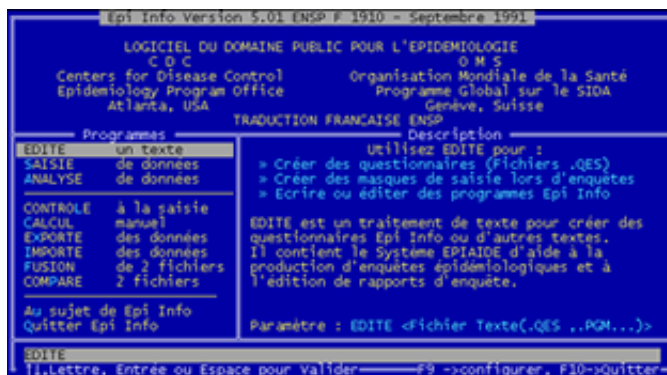 Epi Info Version 5.01 ENSP F 1910 - Septembre 1991
LOGICIEL DU DOMAINE PUBLIC POUR L'EPIDEMIOLOGIE
C D C
O M S
Centers for Disease Control
Organisation Mondiale de la Santé
Epidemiology Program Office
Programme Global sur le SIDA
Atlanta, USA
Genève, Suisse
TRADUCTION FRANCAISE ENSP
Programmes
EDITE un texte
SAISIE de données
ANALYSE de données
CONTROLE à la saisie
CALCUL manuel
EXPORTE des données
IMPORTE des données
FUSION de 2 fichiers
COMPARE 2 fichiers
Au sujet de Epi Info
Quitter Epi Info
Description
Utilisez EDITE pour :
» Créer des questionnaires (Fichiers .QES)
» Créer des masques de saisie lors d'enquêtes
» Ecrire ou éditer des programmes Epi Info
EDITE est un traitement de texte pour créer des
questionnaires Epi Info ou d'autres textes.
Il contient le Système EPIAIDE d'aide à la
production d'enquêtes épidémiologiques et à
l'édition de rapports d'enquête.
Paramètre : EDITE <Fichier Texte(.QES ,.PGM...)>
EDITE
↑↓,Lettre, Entrée ou Espace pour Valider F9 ->configurer, F10->Quitter